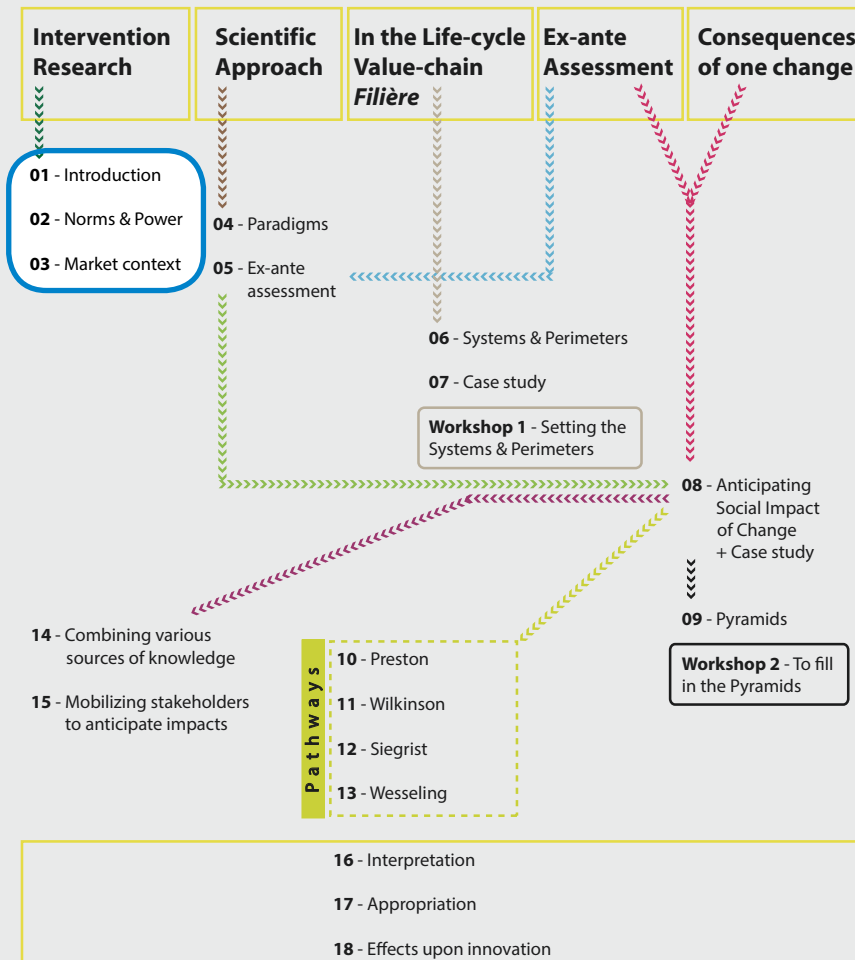 Intervention
Research
Scientific
Approach
In the Life-cycle
Value-chain
Filière
Ex-ante
Assessment
Consequences
of one change
01 - Introduction
02 - Norms & Power
03 - Market context
04 - Paradigms
05 - Ex-ante
assessment
06 - Systems & Perimeters
07 - Case study
Workshop 1 - Setting the
Systems & Perimeters
08 - Anticipating
Social Impact
of Change
+ Case study
09 - Pyramids
Workshop 2 - To fill
in the Pyramids
14 - Combining various
sources of knowledge
15 - Mobilizing stakeholders
to anticipate impacts
Pathways
10 - Preston
11 - Wilkinson
12 - Siegrist
13 - Wesseling
16 - Interpretation
17 - Appropriation
18 - Effects upon innovation